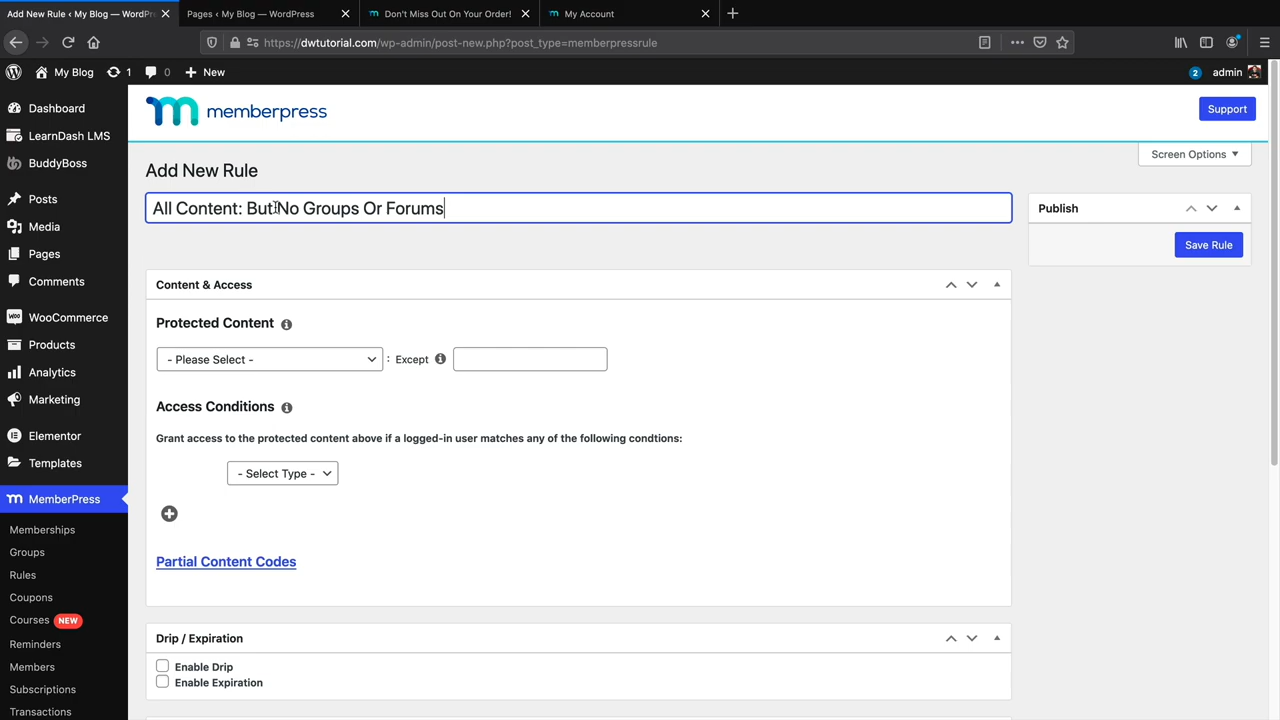 New Rule ‹ My Blog — WordPr
Pages ‹ My Blog — WordPress
Don't Miss Out On Your Order!
My Account
https://dwtutorial.com/wp-admin/post-new.php?post_type=memberpressrule
My Blog
1
0
New
2
admin
memberpress
Support
Screen Options
Dashboard
LearnDash LMS
BuddyBoss
Posts
Media
Pages
Comments
WooCommerce
Products
Analytics
Marketing
Elementor
Templates
MemberPress
Memberships
Groups
Rules
Coupons
Courses NEW
Reminders
Members
Subscriptions
Transactions
Add New Rule
All Content: But No Groups Or Forums
Publish
Save Rule
Content & Access
Protected Content
- Please Select -
: Except
Access Conditions
Grant access to the protected content above if a logged-in user matches any of the following condtions:
- Select Type -
Partial Content Codes
Drip / Expiration
Enable Drip
Enable Expiration